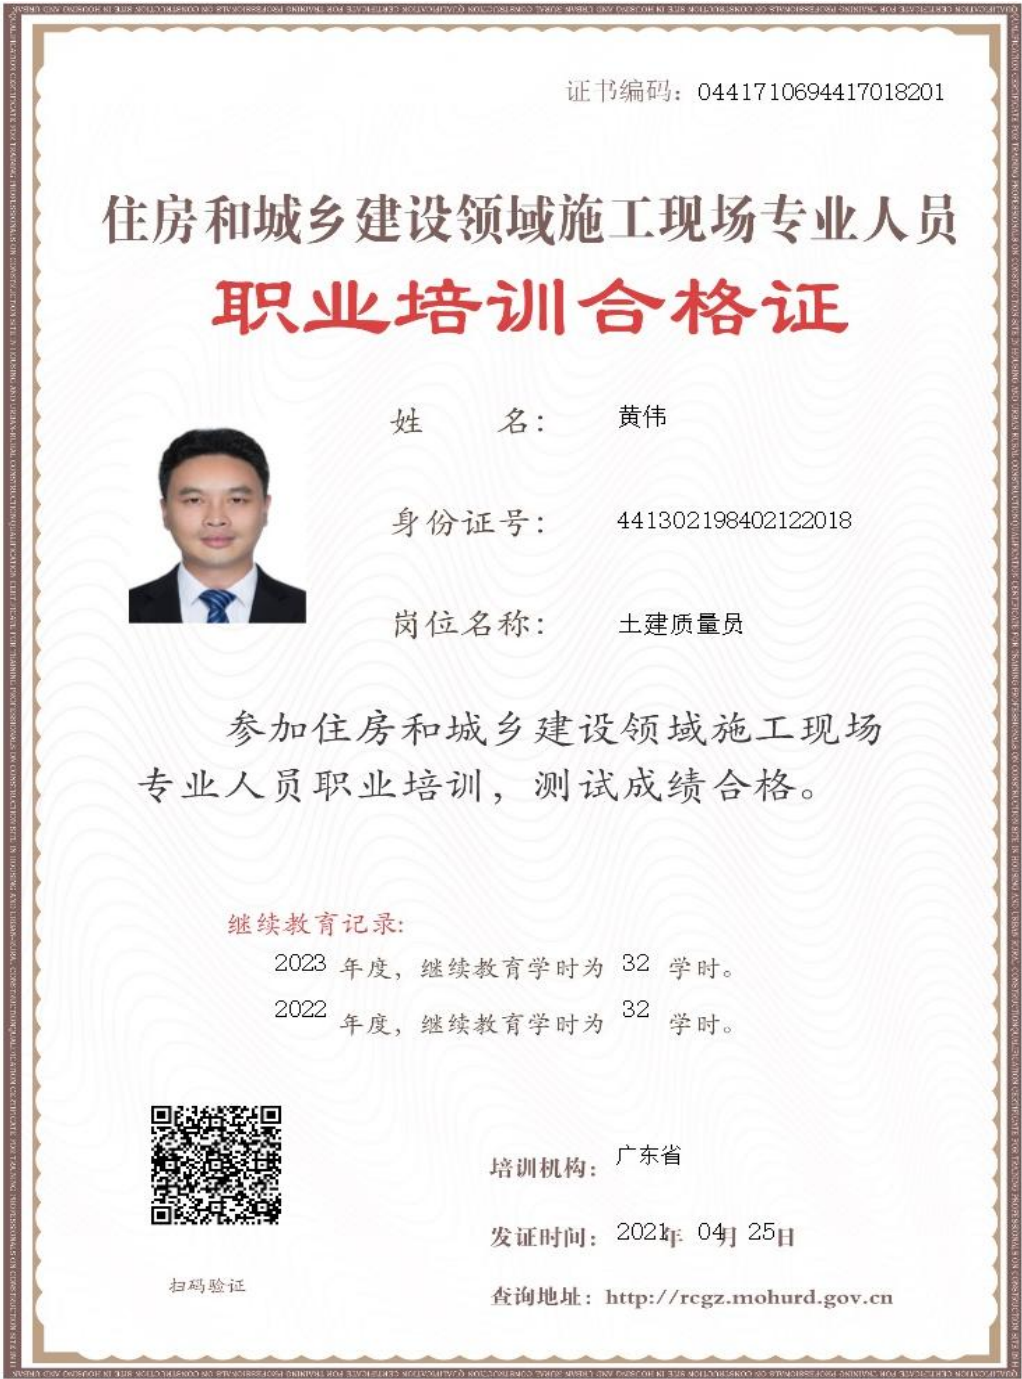 证书编码：0441710694417018201
住房和城乡建设领域施工现场专业人员
职业培训合格证
姓 名： 黄伟
身份证号： 441302198402122018
岗位名称： 土建质量员
参加住房和城乡建设领域施工现场
专业人员职业培训，测试成绩合格。
继续教育记录:
2023 年度，继续教育学时为 32 学时。
2022 年度，继续教育学时为 32 学时。
培训机构： 广东省
发证时间： 2021年 04月 25日
扫码验证
查询地址：http://rcgz.mohurd.gov.cn